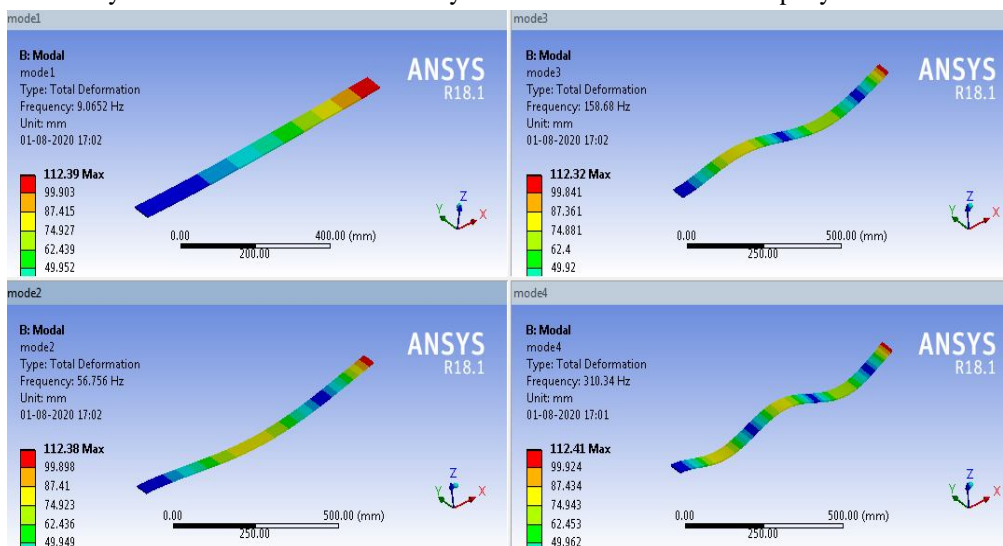 mode1
B: Modal
mode1
Type: Total Deformation
Frequency: 9.0652 Hz
Unit: mm
01-08-2020 17:02
ANSYS
R18.1
112.39 Max
99.903
87.415
74.927
62.439
49.952
0.00
400.00 (mm)
200.00
Z
Y
X
mode3
B: Modal
mode3
Type: Total Deformation
Frequency: 158.68 Hz
Unit: mm
01-08-2020 17:02
ANSYS
R18.1
112.32 Max
99.841
87.361
74.881
62.4
49.92
0.00
500.00 (mm)
250.00
Z
Y
X
mode2
B: Modal
mode2
Type: Total Deformation
Frequency: 56.756 Hz
Unit: mm
01-08-2020 17:02
ANSYS
R18.1
112.38 Max
99.898
87.41
74.923
62.436
49.949
0.00
500.00 (mm)
250.00
Z
Y
X
mode4
B: Modal
mode4
Type: Total Deformation
Frequency: 310.34 Hz
Unit: mm
01-08-2020 17:01
ANSYS
R18.1
112.41 Max
99.924
87.434
74.943
62.453
49.962
0.00
500.00 (mm)
250.00
Z
Y
X